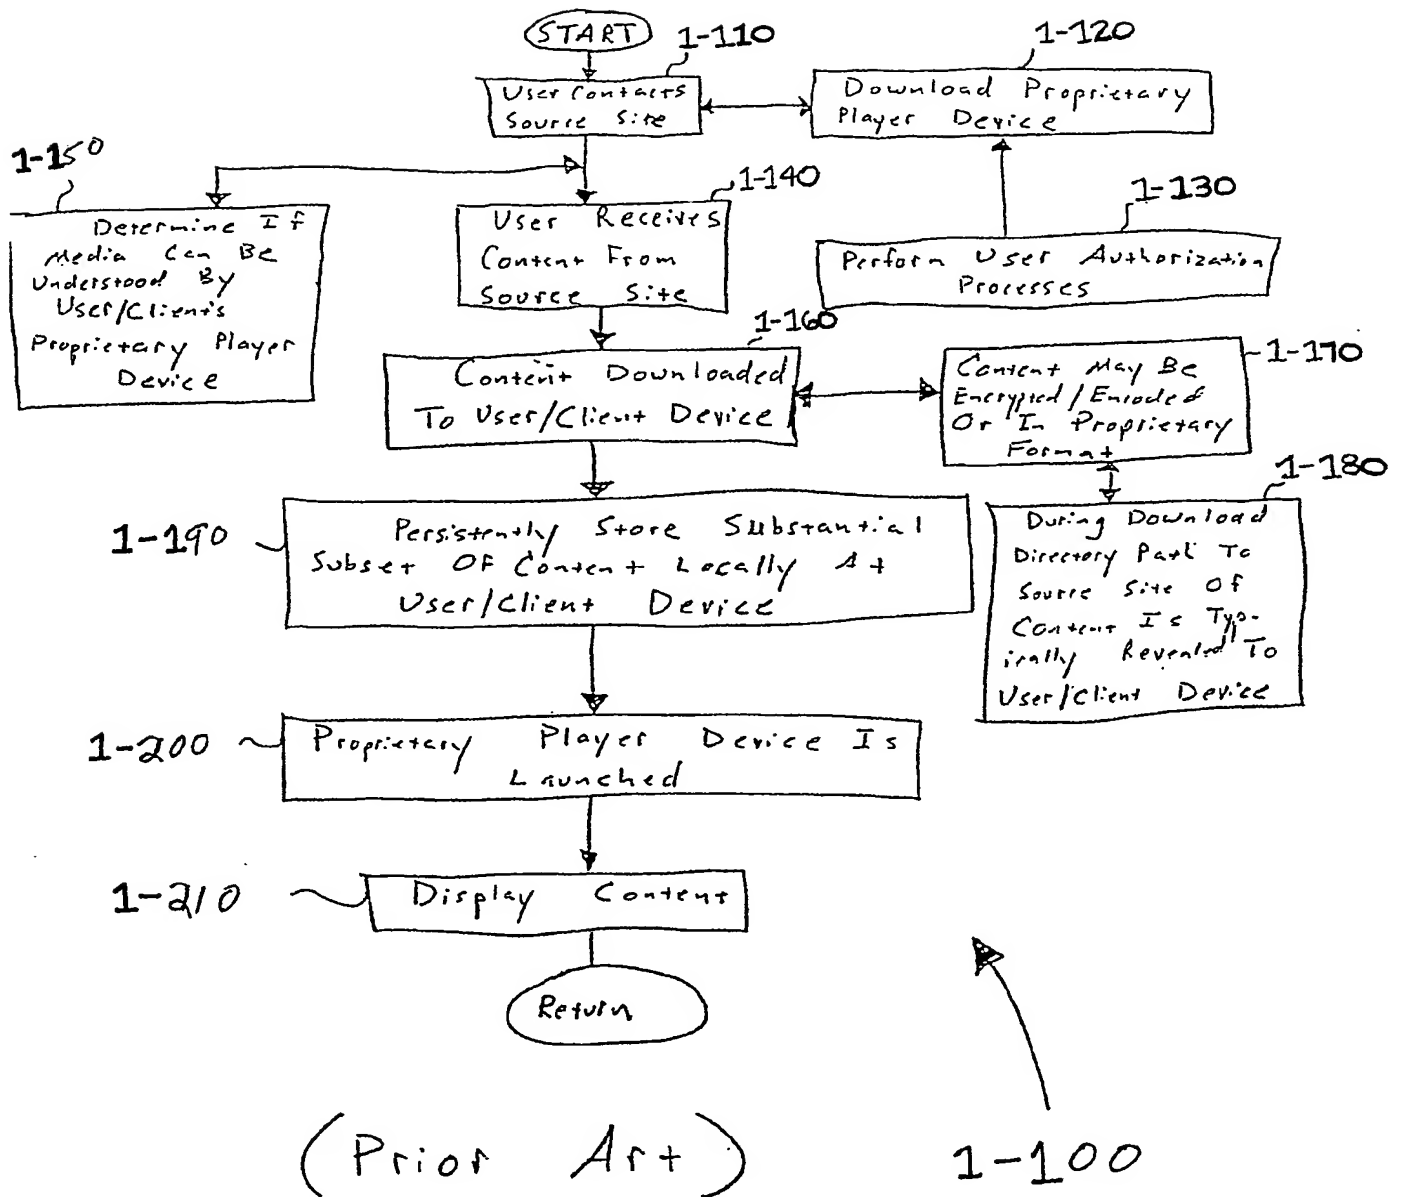 START
1-110
User Contacts
Source Site
1-120
Download Proprietary
Player Device
1-130
Perform User Authorization
Processes
1-150
Determine If
Media Can Be
Understood By
User/Client's
Proprietary Player
Device
1-140
User Receives
Content From
Source Site
1-160
Content Downloaded
To User/Client Device
1-170
Content May Be
Encrypted/Encoded
Or In Proprietary
Format
1-180
During Download
Directory Path To
Source Site Of
Content Is Typ-
ically Revealed To
User/Client Device
1-190
Persistently Store Substantial
Subset Of Content Locally At
User/Client Device
1-200
Proprietary Player Device Is
Launched
1-210
Display Content
Return
(Prior Art)
1-100